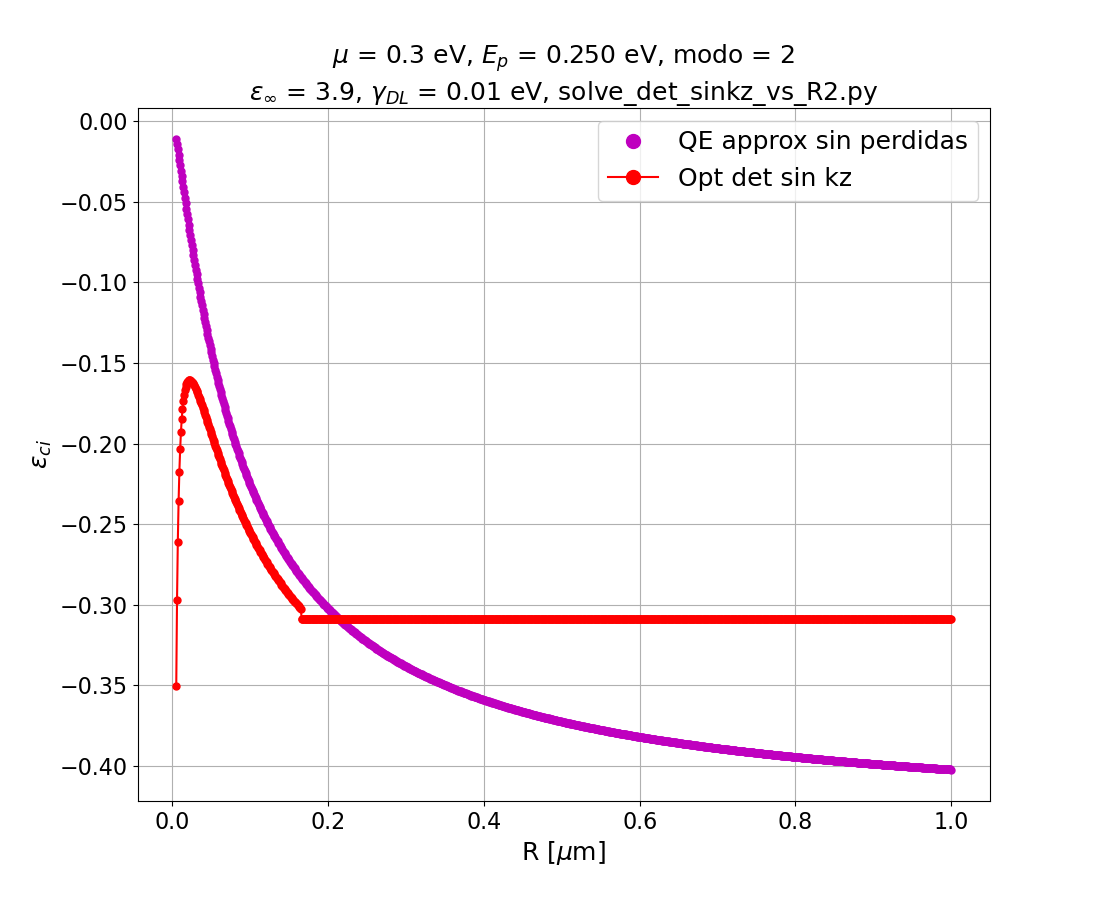 μ = 0.3 eV, E_p = 0.250 eV, modo = 2
ε_∞ = 3.9, γ_DL = 0.01 eV, solve_det_sinkz_vs_R2.py
QE approx sin perdidas
Opt det sin kz
ε_ci
0.00
−0.05
−0.10
−0.15
−0.20
−0.25
−0.30
−0.35
−0.40
0.0 0.2 0.4 0.6 0.8 1.0
R [μm]